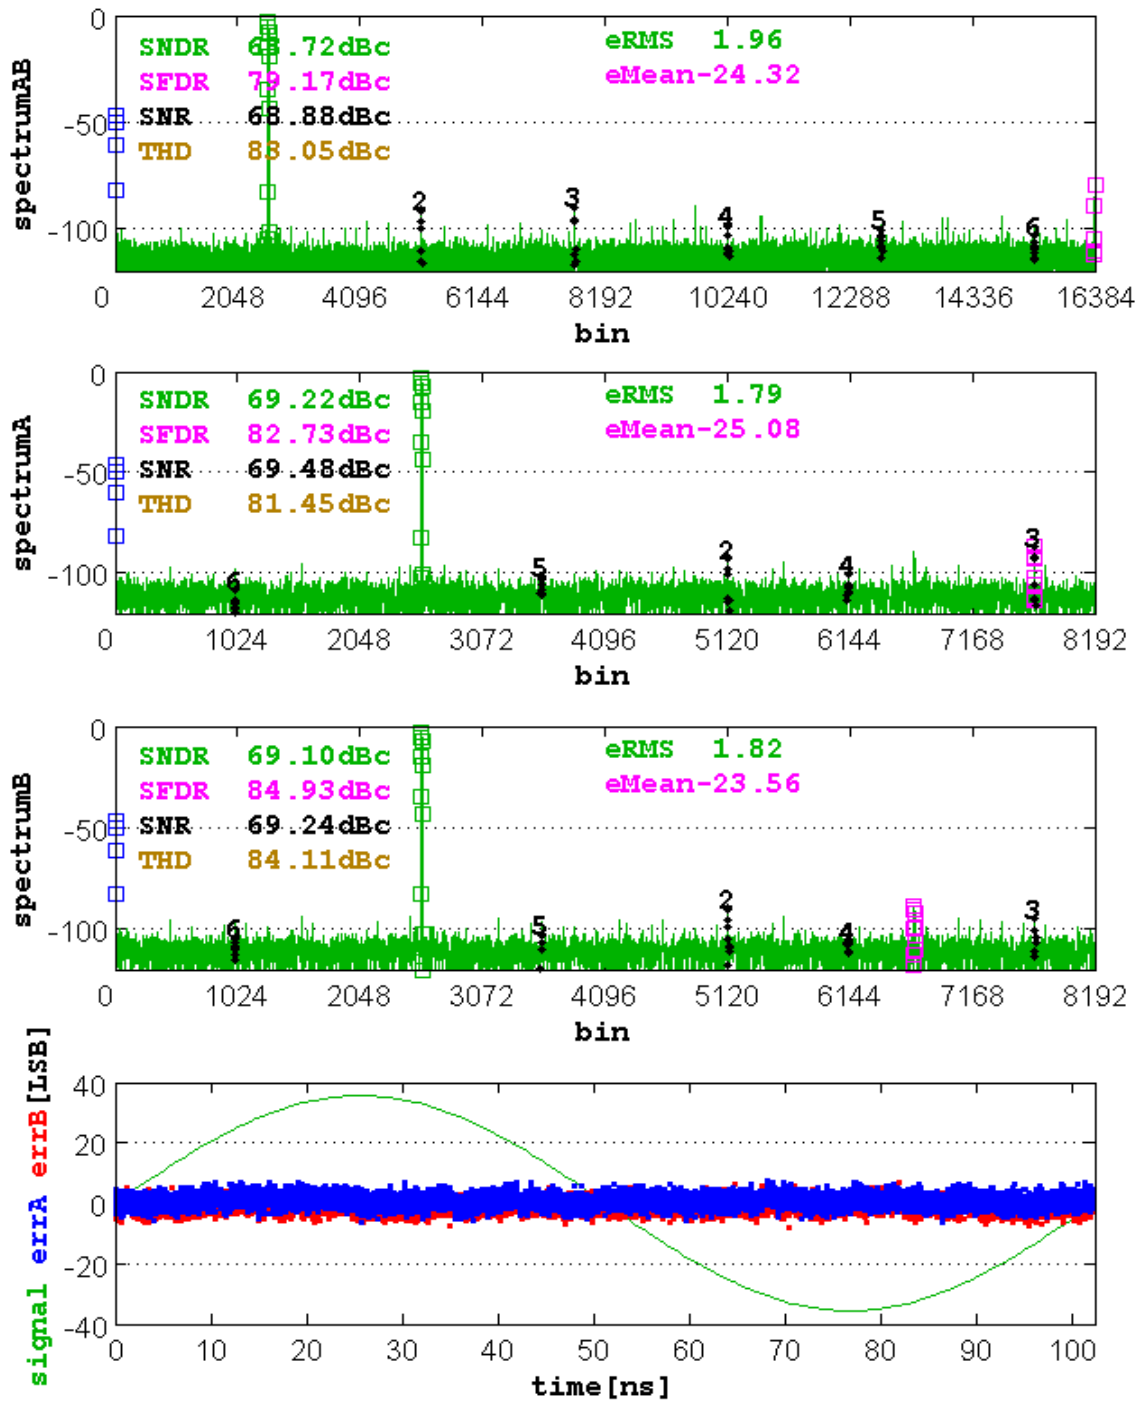 spectrumAB
0
-50
-100
SNDR 68.72dBc
SFDR 79.17dBc
SNR 68.88dBc
THD 83.05dBc
eRMS 1.96
eMean-24.32
2 3 4 5 6
0 2048 4096 6144 8192 10240 12288 14336 16384
bin
spectrumA
0
-50
-100
SNDR 69.22dBc
SFDR 82.73dBc
SNR 69.48dBc
THD 81.45dBc
eRMS 1.79
eMean-25.08
6 5 2 4 3
0 1024 2048 3072 4096 5120 6144 7168 8192
bin
spectrumB
0
-50
-100
SNDR 69.10dBc
SFDR 84.93dBc
SNR 69.24dBc
THD 84.11dBc
eRMS 1.82
eMean-23.56
6 5 2 4 3
0 1024 2048 3072 4096 5120 6144 7168 8192
bin
signal errA errB[LSB]
40
20
0
-20
-40
0 10 20 30 40 50 60 70 80 90 100
time[ns]